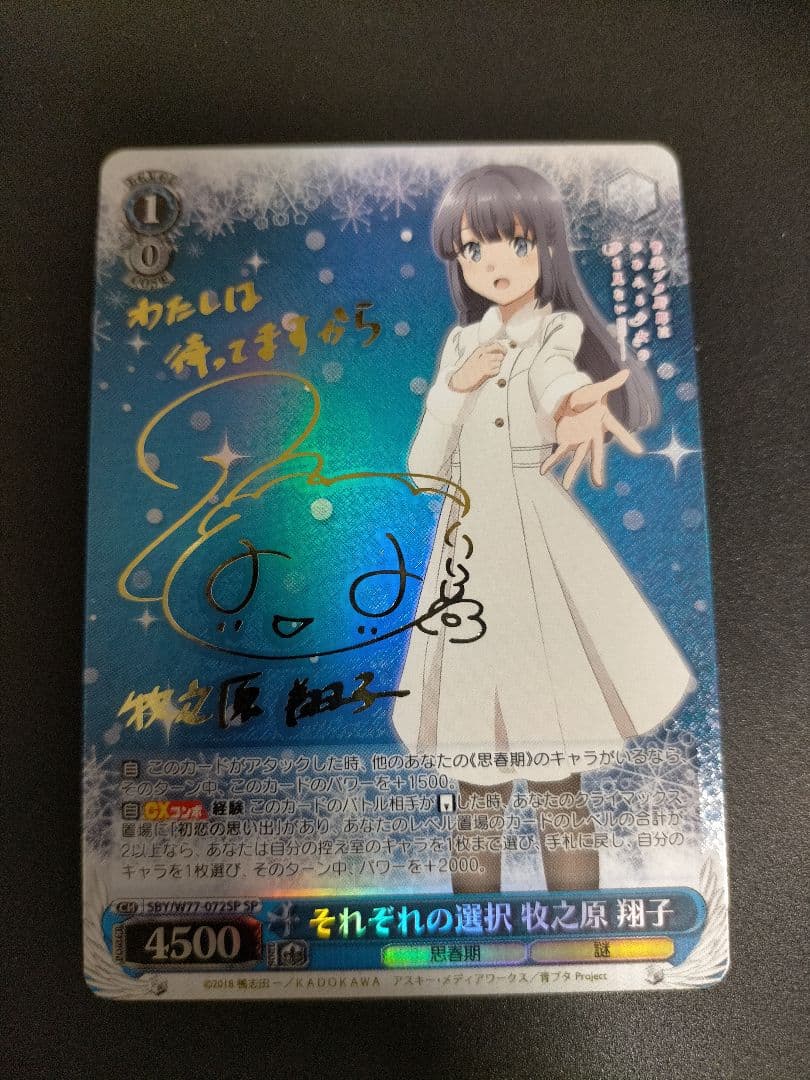 LEVEL
1
0
COST
わたしは
待ってますから
牧之原 翔子
自 このカードがアタックした時、他のあなたの《思春期》のキャラがいるなら、
そのターン中、このカードのパワーを+1500。
自 CXコンボ 経験 このカードのバトル相手が した時、あなたのクライマックス
置場に「初恋の思い出」があり、あなたのレベル置場のカードのレベルの合計が
2以上なら、あなたは自分の控え室のキャラを1枚まで選び、手札に戻し、自分の
キャラを1枚選び、そのターン中、パワーを+2000。
CH SBY/W77-072SP SP
それぞれの選択 牧之原 翔子
POWER 4500
思春期 謎
©2018 鴨志田 一／KADOKAWA アスキー・メディアワークス／青ブタ Project